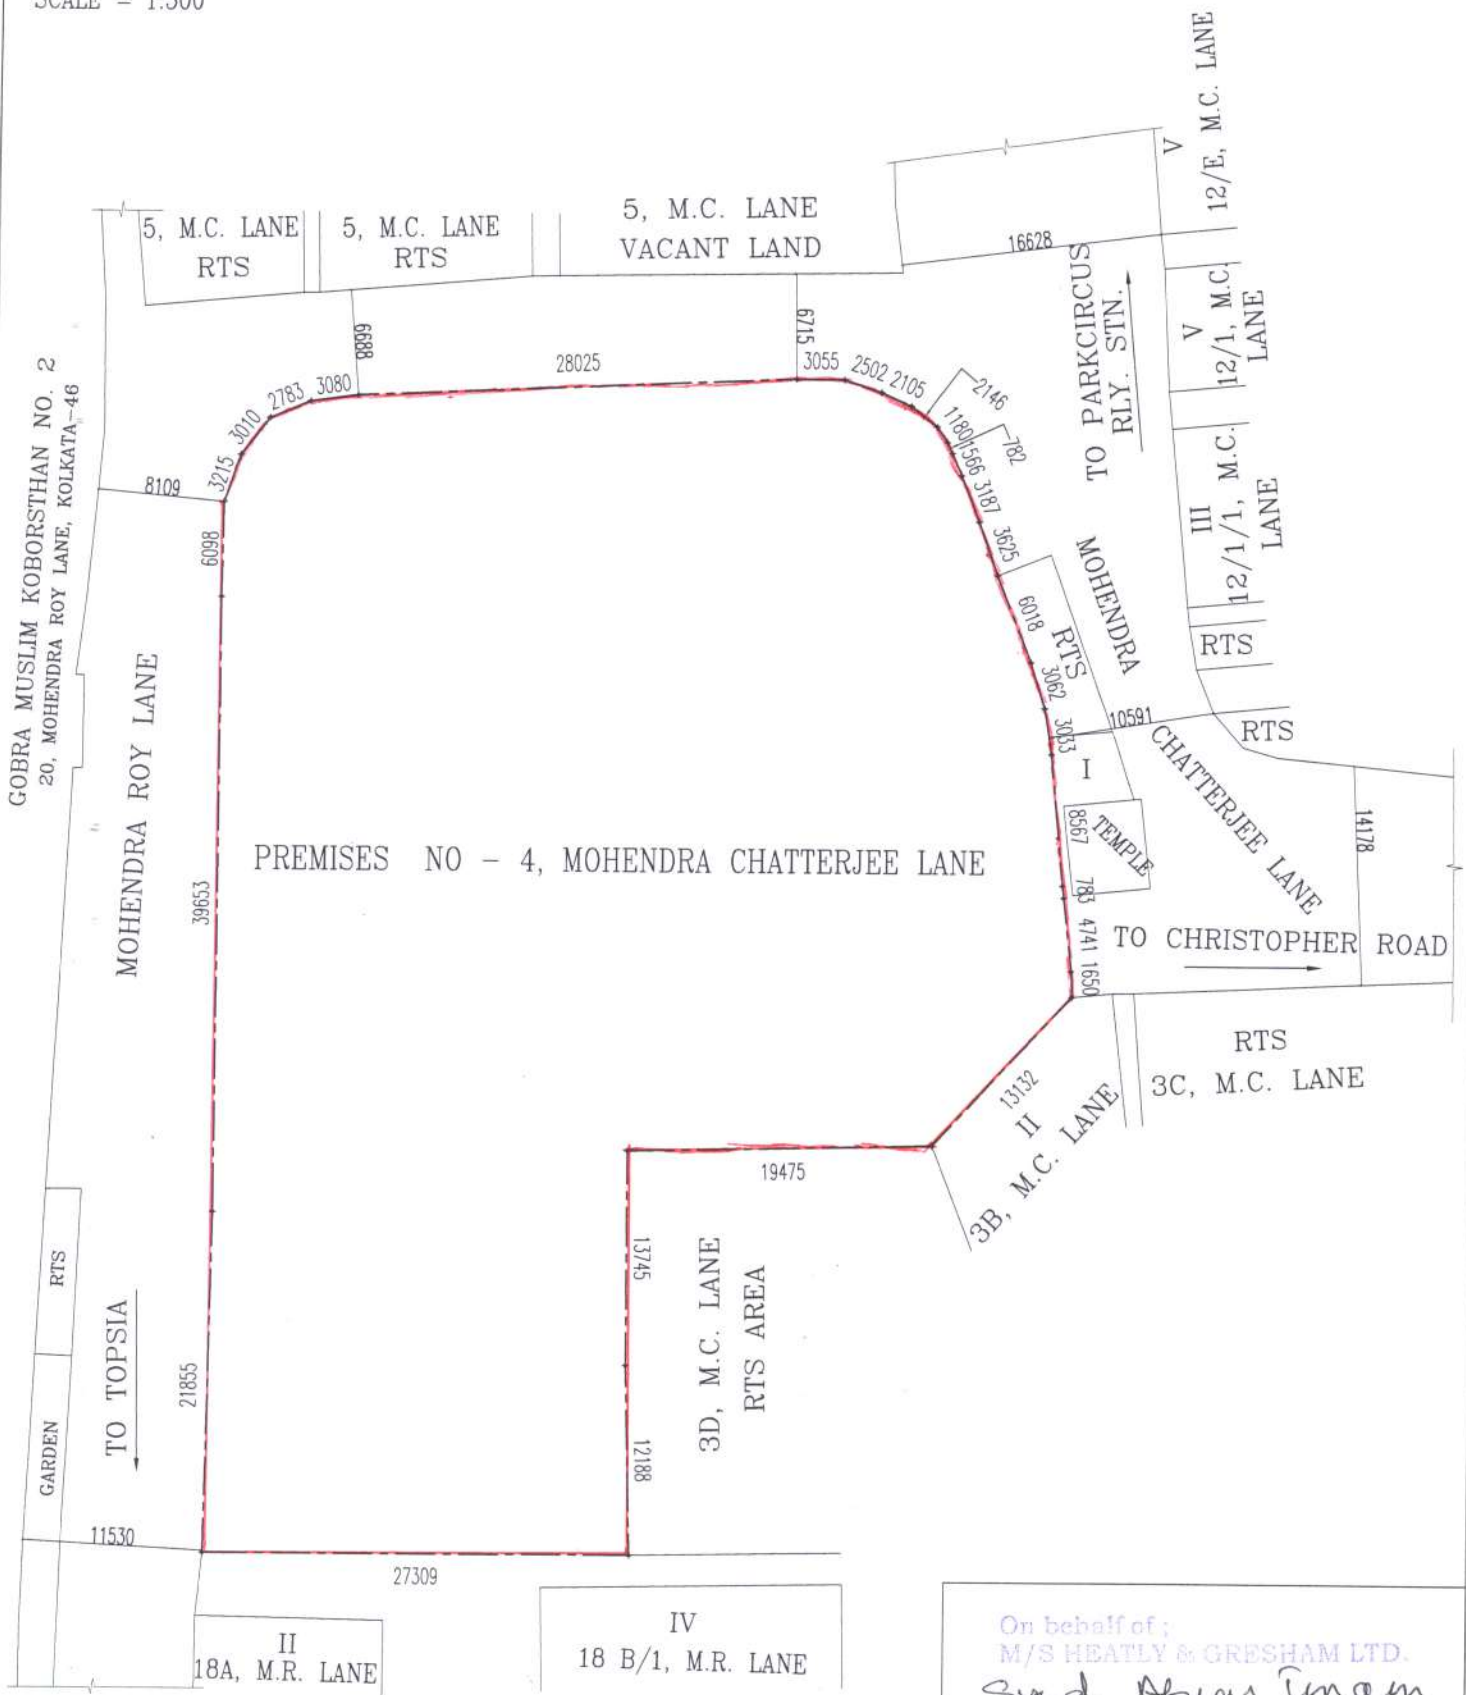 SCALE = 1:500
12/E, M.C. LANE
V
5, M.C. LANE
RTS
5, M.C. LANE
RTS
5, M.C. LANE
VACANT LAND
16628
TO PARKCIRCUS
RLY. STN.
V
12/1, M.C.
LANE
III
12/1/1, M.C.
LANE
RTS
RTS
GOBRA MUSLIM KOBORSTHAN NO. 2
20, MOHENDRA ROY LANE, KOLKATA-46
6688
28025
6715
3055
2502
2105
2146
1180
782
1566
3187
3625
6018
3062
3033
3080
2783
3010
3215
8109
6098
RTS
MOHENDRA
CHATTERJEE LANE
10591
I
TEMPLE
8567
783
4741
1650
14178
MOHENDRA ROY LANE
39653
PREMISES NO - 4, MOHENDRA CHATTERJEE LANE
TO CHRISTOPHER ROAD
RTS
3C, M.C. LANE
13132
II
3B, M.C. LANE
19475
13745
3D, M.C. LANE
RTS AREA
12188
RTS
GARDEN
TO TOPSIA
21855
11530
27309
II
18A, M.R. LANE
IV
18 B/1, M.R. LANE
On behalf of ;
M/S HEATLY & GRESHAM LTD.